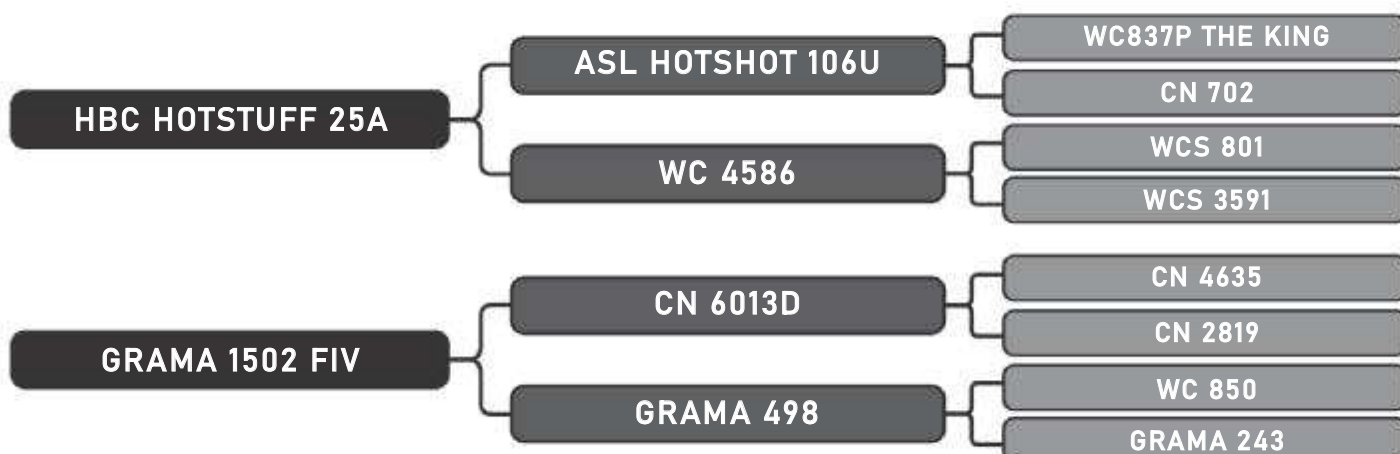 HBC HOTSTUFF 25A
ASL HOTSHOT 106U
WC837P THE KING
CN 702
WC 4586
WCS 801
WCS 3591
GRAMA 1502 FIV
CN 6013D
CN 4635
CN 2819
GRAMA 498
WC 850
GRAMA 243